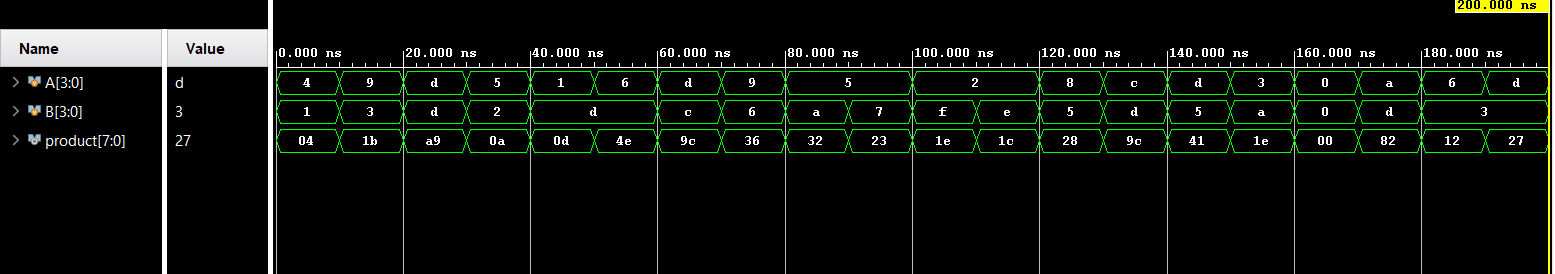 200.000 ns
Name Value
0.000 ns 20.000 ns 40.000 ns 60.000 ns 80.000 ns 100.000 ns 120.000 ns 140.000 ns 160.000 ns 180.000 ns
A[3:0] d 4 9 d 5 1 6 d 9 5 2 8 c d 3 0 a 6 d
B[3:0] 3 1 3 d 2 d c 6 a 7 f e 5 d 5 a 0 d 3
product[7:0] 27 04 1b a9 0a 0d 4e 9c 36 32 23 1e 1c 28 9c 41 1e 00 82 12 27